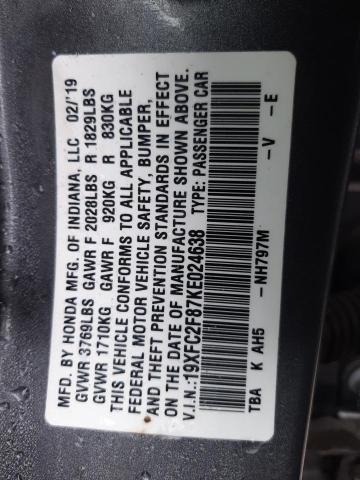 MFD. BY HONDA MFG. OF INDIANA, LLC 02/'19
GVWR 3769LBS GAWR F 2028LBS R 1829LBS
GVWR 1710KG GAWR F 920KG R 830KG
THIS VEHICLE CONFORMS TO ALL APPLICABLE
FEDERAL MOTOR VEHICLE SAFETY, BUMPER,
AND THEFT PREVENTION STANDARDS IN EFFECT
ON THE DATE OF MANUFACTURE SHOWN ABOVE.
V.I.N.:19XFC2F87KE024638 TYPE: PASSENGER CAR
TBA K AH5 -NH797M -V -E